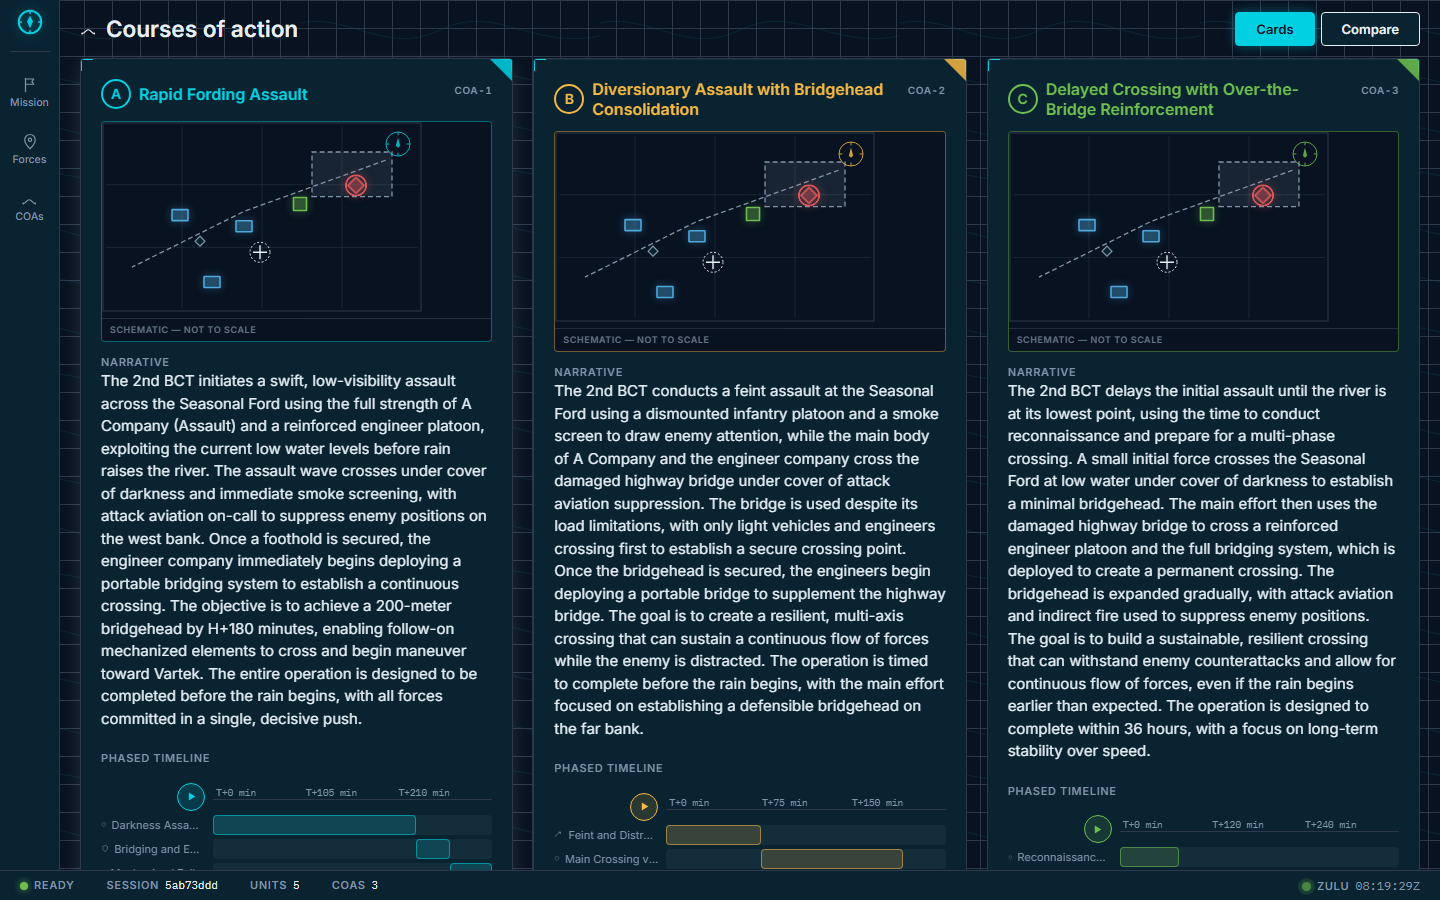 Courses of action
Cards
Compare
Mission
Forces
COAs
A
Rapid Fording Assault
COA-1
SCHEMATIC — NOT TO SCALE
NARRATIVE
The 2nd BCT initiates a swift, low-visibility assault
across the Seasonal Ford using the full strength of A
Company (Assault) and a reinforced engineer platoon,
exploiting the current low water levels before rain
raises the river. The assault wave crosses under cover
of darkness and immediate smoke screening, with
attack aviation on-call to suppress enemy positions on
the west bank. Once a foothold is secured, the
engineer company immediately begins deploying a
portable bridging system to establish a continuous
crossing. The objective is to achieve a 200-meter
bridgehead by H+180 minutes, enabling follow-on
mechanized elements to cross and begin maneuver
toward Vartek. The entire operation is designed to be
completed before the rain begins, with all forces
committed in a single, decisive push.
PHASED TIMELINE
T+0 min
T+105 min
T+210 min
Darkness Assa...
Bridging and E...
B
Diversionary Assault with Bridgehead
Consolidation
COA-2
SCHEMATIC — NOT TO SCALE
NARRATIVE
The 2nd BCT conducts a feint assault at the Seasonal
Ford using a dismounted infantry platoon and a smoke
screen to draw enemy attention, while the main body
of A Company and the engineer company cross the
damaged highway bridge under cover of attack
aviation suppression. The bridge is used despite its
load limitations, with only light vehicles and engineers
crossing first to establish a secure crossing point.
Once the bridgehead is secured, the engineers begin
deploying a portable bridge to supplement the highway
bridge. The goal is to create a resilient, multi-axis
crossing that can sustain a continuous flow of forces
while the enemy is distracted. The operation is timed
to complete before the rain begins, with the main effort
focused on establishing a defensible bridgehead on
the far bank.
PHASED TIMELINE
T+0 min
T+75 min
T+150 min
Feint and Distr...
Main Crossing v...
C
Delayed Crossing with Over-the-
Bridge Reinforcement
COA-3
SCHEMATIC — NOT TO SCALE
NARRATIVE
The 2nd BCT delays the initial assault until the river is
at its lowest point, using the time to conduct
reconnaissance and prepare for a multi-phase
crossing. A small initial force crosses the Seasonal
Ford at low water under cover of darkness to establish
a minimal bridgehead. The main effort then uses the
damaged highway bridge to cross a reinforced
engineer platoon and the full bridging system, which is
deployed to create a permanent crossing. The
bridgehead is expanded gradually, with attack aviation
and indirect fire used to suppress enemy positions.
The goal is to build a sustainable, resilient crossing
that can withstand enemy counterattacks and allow for
continuous flow of forces, even if the rain begins
earlier than expected. The operation is designed to
complete within 36 hours, with a focus on long-term
stability over speed.
PHASED TIMELINE
T+0 min
T+120 min
T+240 min
Reconnaissanc...
READY
SESSION 5ab73ddd
UNITS 5
COAS 3
ZULU 08:19:29Z